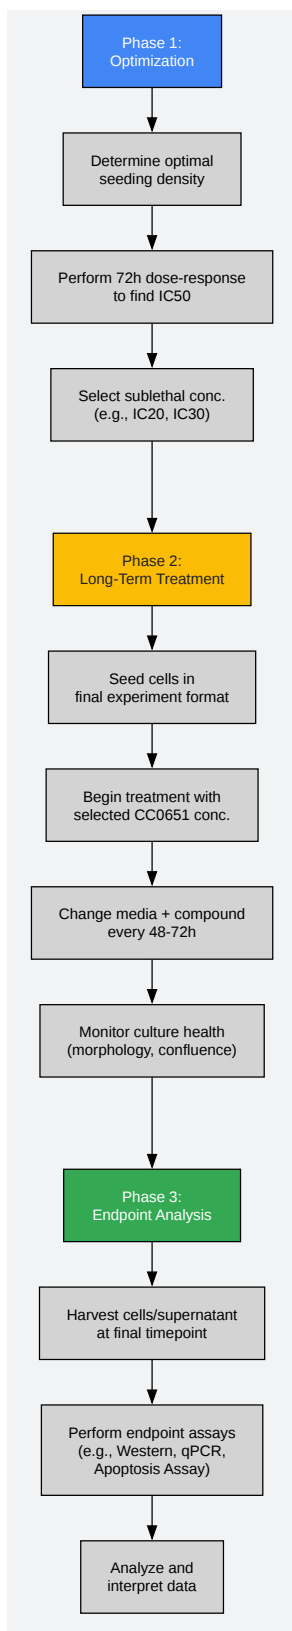 Phase 1:
Optimization
Determine optimal
seeding density
Perform 72h dose-response
to find IC50
Select sublethal conc.
(e.g., IC20, IC30)
Phase 2:
Long-Term Treatment
Seed cells in
final experiment format
Begin treatment with
selected CC0651 conc.
Change media + compound
every 48-72h
Monitor culture health
(morphology, confluence)
Phase 3:
Endpoint Analysis
Harvest cells/supernatant
at final timepoint
Perform endpoint assays
(e.g., Western, qPCR,
Apoptosis Assay)
Analyze and
interpret data